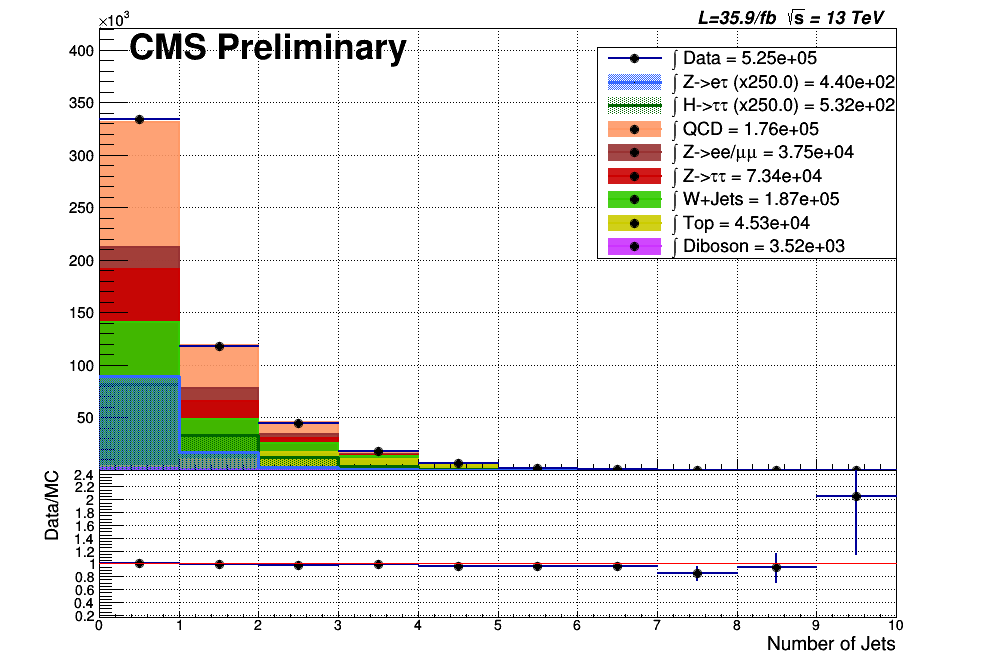 L=35.9/fb √s = 13 TeV
×10³
CMS Preliminary
400
350
300
250
200
150
100
50
∫ Data = 5.25e+05
∫ Z->eτ (x250.0) = 4.40e+02
∫ H->ττ (x250.0) = 5.32e+02
∫ QCD = 1.76e+05
∫ Z->ee/μμ = 3.75e+04
∫ Z->ττ = 7.34e+04
∫ W+Jets = 1.87e+05
∫ Top = 4.53e+04
∫ Diboson = 3.52e+03
Data/MC
2.4
2.2
2
1.8
1.6
1.4
1.2
1
0.8
0.6
0.4
0.2
0 1 2 3 4 5 6 7 8 9 10
Number of Jets